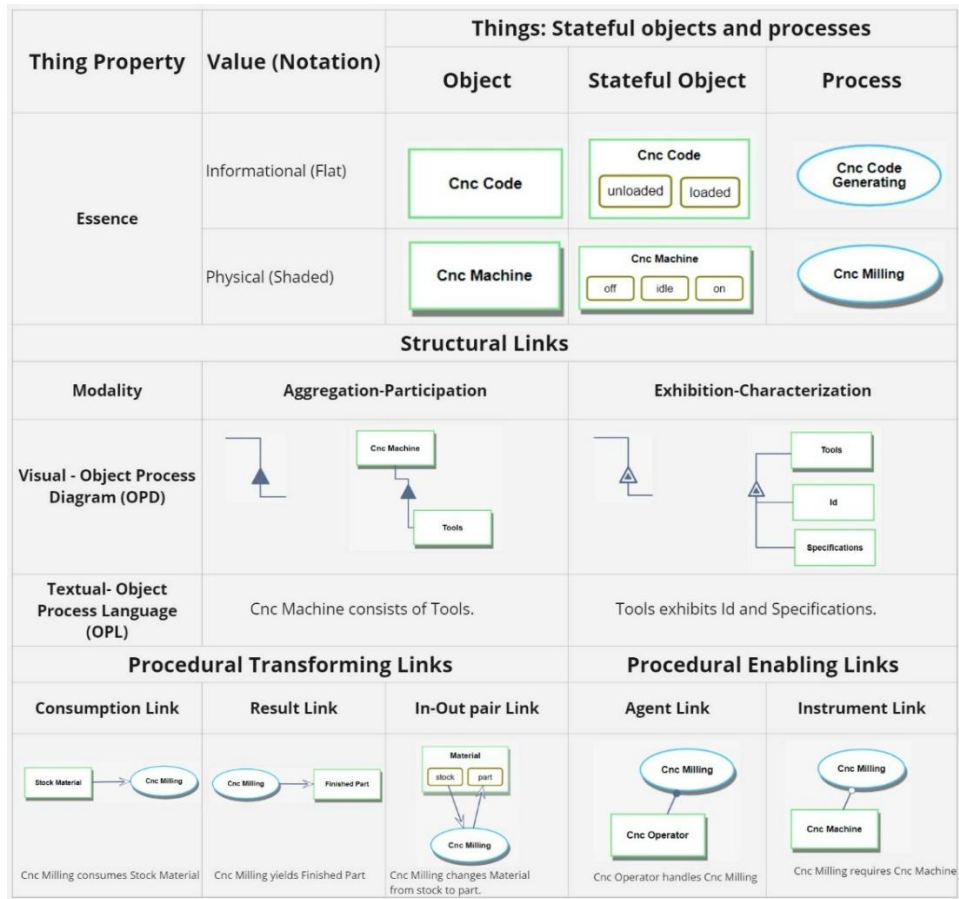 Things: Stateful objects and processes
Thing Property
Value (Notation)
Object
Stateful Object
Process
Essence
Informational (Flat)
Cnc Code
Cnc Code
unloaded
loaded
Cnc Code
Generating
Physical (Shaded)
Cnc Machine
Cnc Machine
off
idle
on
Cnc Milling
Structural Links
Modality
Aggregation-Participation
Exhibition-Characterization
Visual - Object Process
Diagram (OPD)
Cnc Machine
Tools
Tools
Id
Specifications
Textual- Object
Process Language
(OPL)
Cnc Machine consists of Tools.
Tools exhibits Id and Specifications.
Procedural Transforming Links
Procedural Enabling Links
Consumption Link
Result Link
In-Out pair Link
Agent Link
Instrument Link
Stock Material
Cnc Milling
Cnc Milling
Finished Part
Material
stock
part
Cnc Milling
Cnc Milling
Cnc Operator
Cnc Milling
Cnc Machine
Cnc Milling consumes Stock Material
Cnc Milling yields Finished Part
Cnc Milling changes Material
from stock to part.
Cnc Operator handles Cnc Milling
Cnc Milling requires Cnc Machine